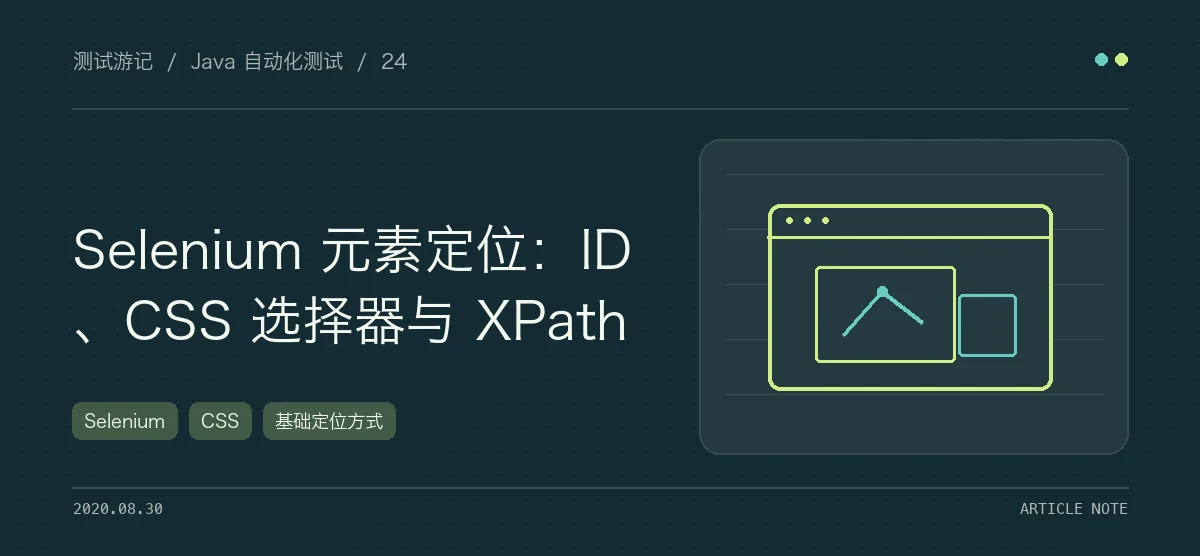 测试游记 / Java 自动化测试 / 24
Selenium 元素定位：ID
、CSS 选择器与 XPath
Selenium CSS 基础定位方式
2020.08.30 ARTICLE NOTE